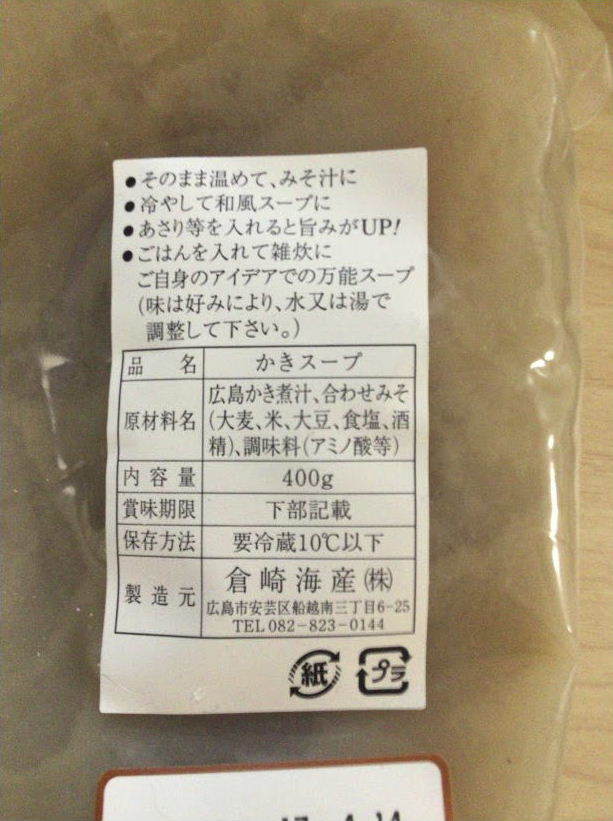 ●そのまま温めて、みそ汁に
●冷やして和風スープに
●あさり等を入れると旨みがUP!
●ごはんを入れて雑炊に
ご自身のアイデアでの万能スープ
(味は好みにより、水又は湯で
調整して下さい。)
品名 かきスープ
原材料名 広島かき煮汁、合わせみそ
(大麦、米、大豆、食塩、酒
精)、調味料(アミノ酸等)
内容量 400g
賞味期限 下部記載
保存方法 要冷蔵10℃以下
製造元 倉崎海産(株)
広島市安芸区船越南三丁目6-25
TEL 082-823-0144
紙 プラ